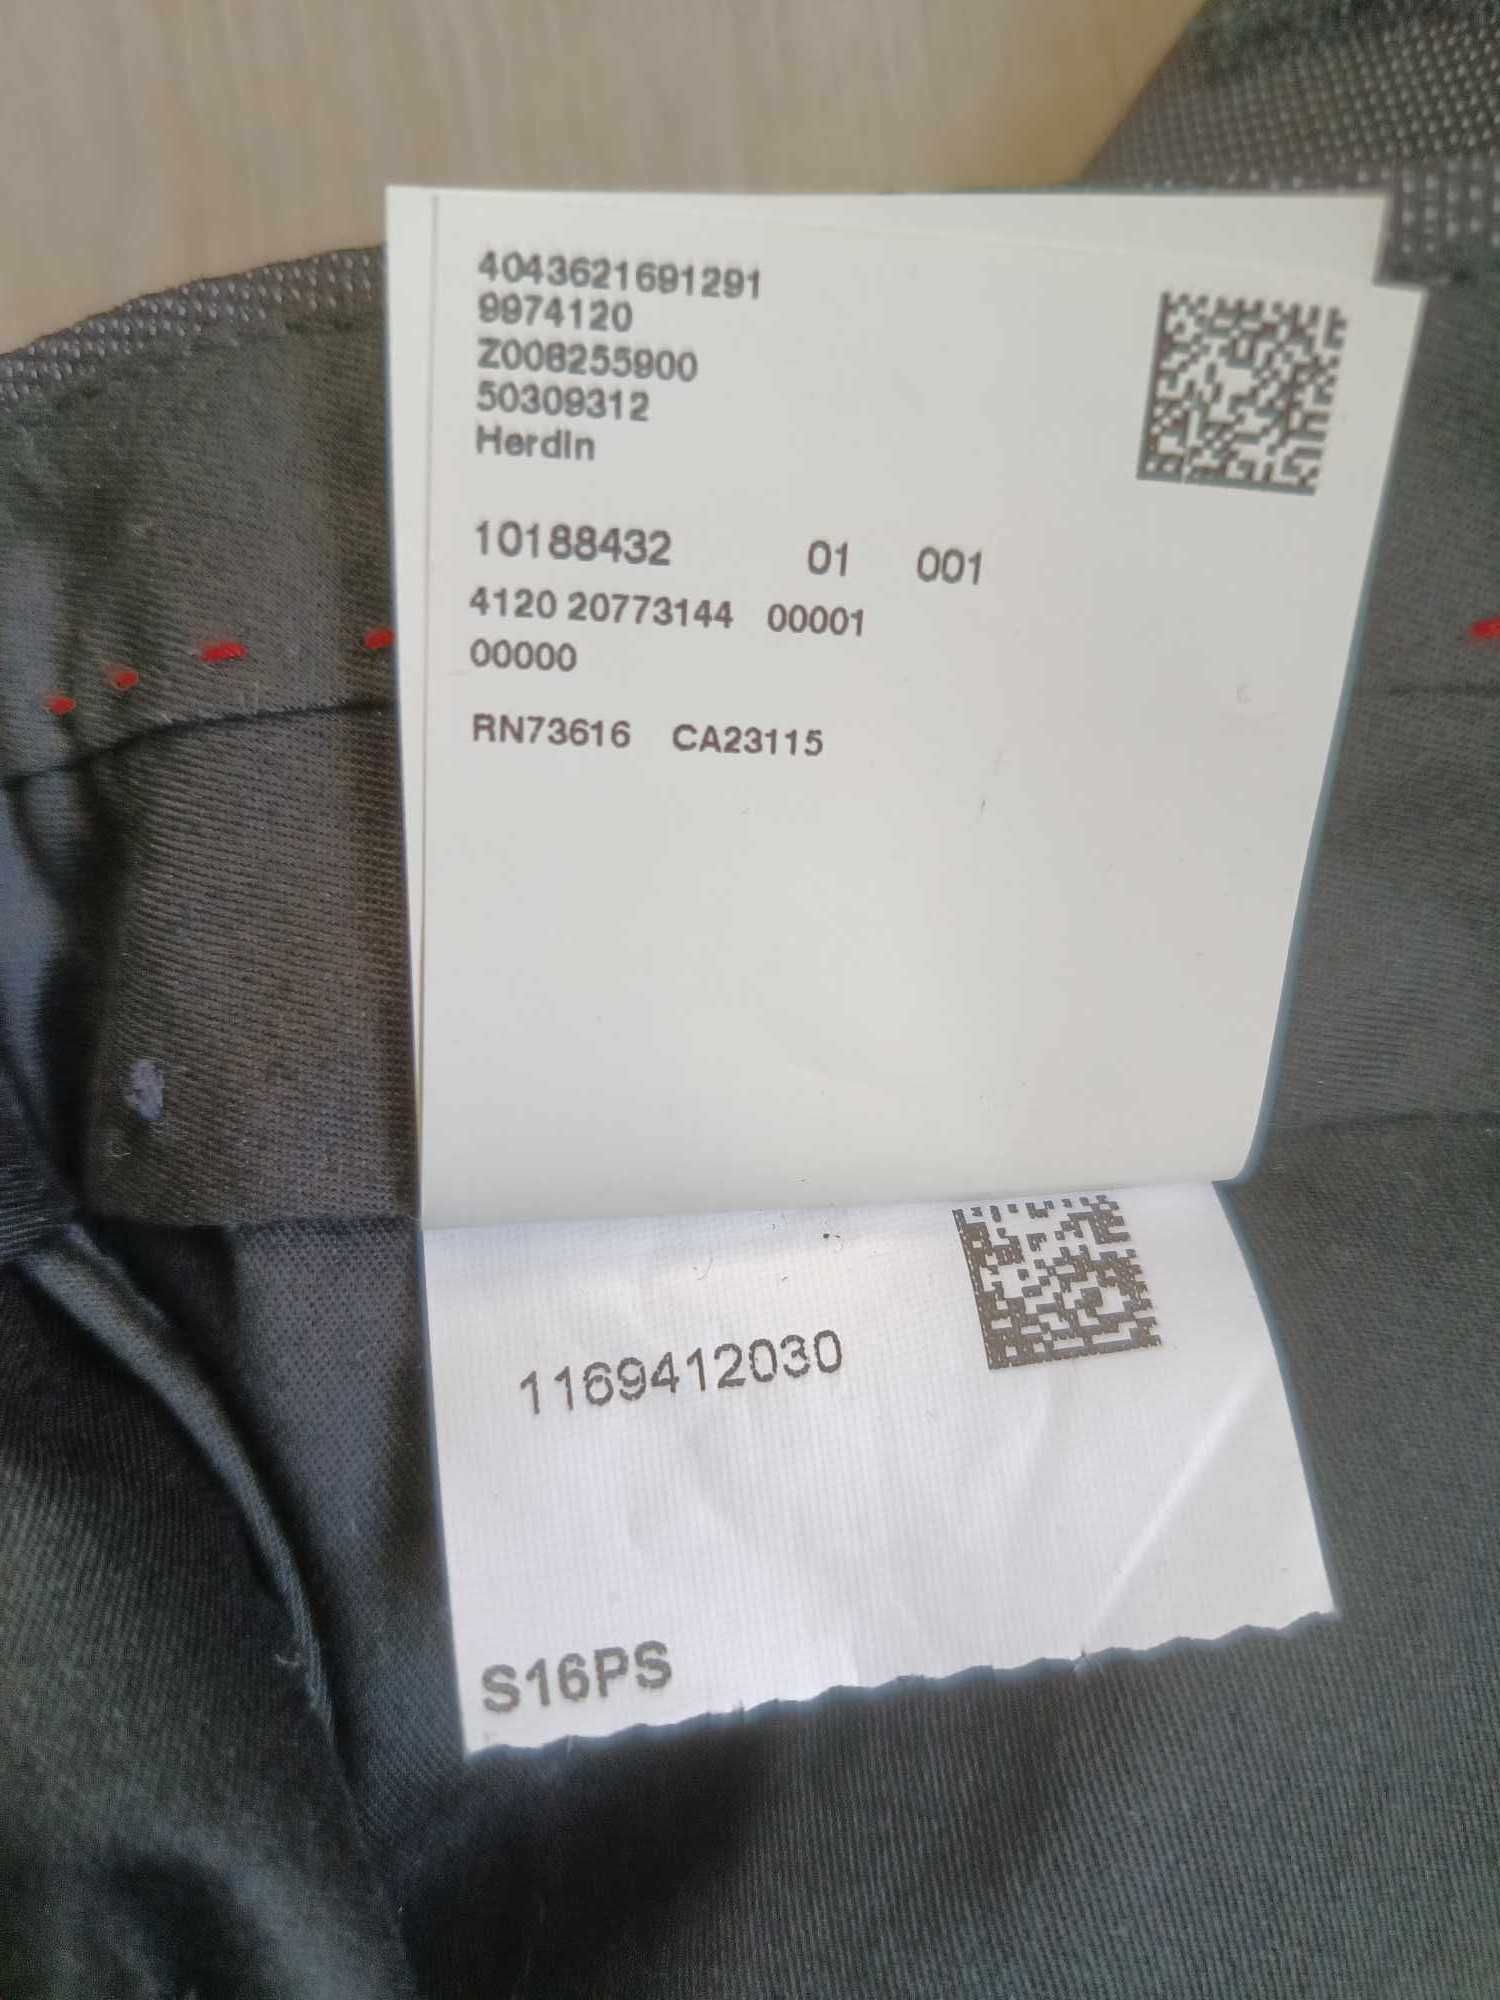 4043621691291
9974120
Z008255900
50309312
Herdin
10188432 01 001
4120 20773144 00001
00000
RN73616 CA23115
1169412030
S16PS